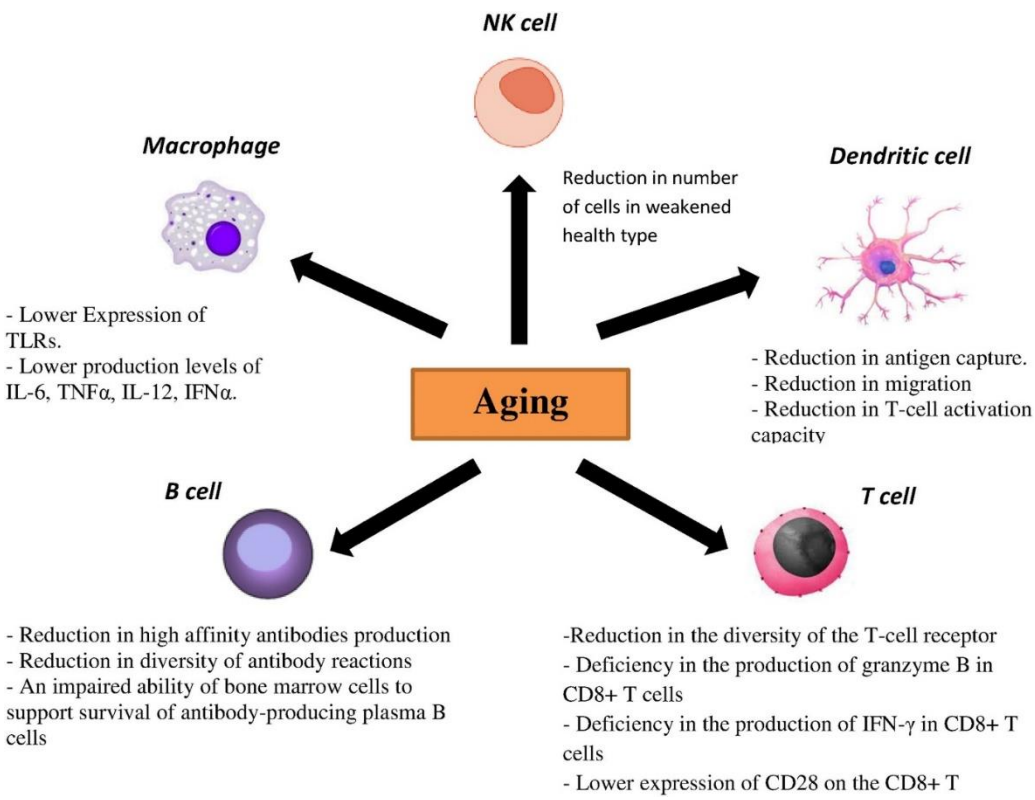 NK cell
Reduction in number
of cells in weakened
health type
Macrophage
- Lower Expression of
TLRs.
- Lower production levels of
IL-6, TNFα, IL-12, IFNα.
Dendritic cell
- Reduction in antigen capture.
- Reduction in migration
- Reduction in T-cell activation
capacity
Aging
B cell
- Reduction in high affinity antibodies production
- Reduction in diversity of antibody reactions
- An impaired ability of bone marrow cells to
support survival of antibody-producing plasma B
cells
T cell
-Reduction in the diversity of the T-cell receptor
- Deficiency in the production of granzyme B in
CD8+ T cells
- Deficiency in the production of IFN-γ in CD8+ T
cells
- Lower expression of CD28 on the CD8+ T